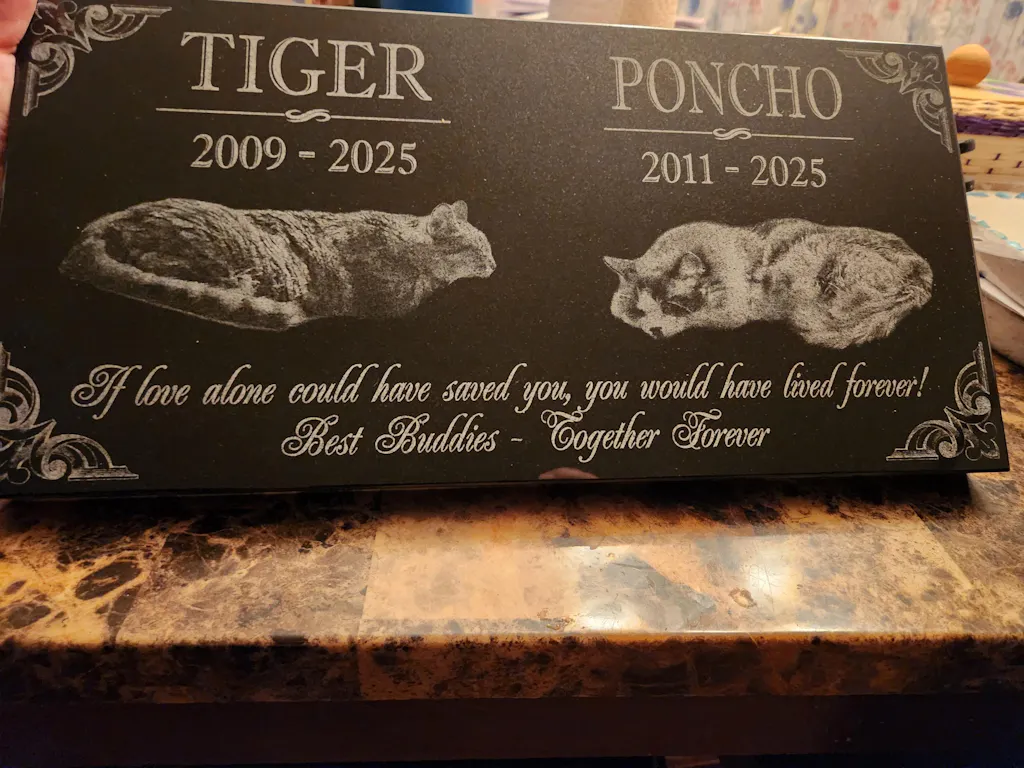 TIGER
2009 - 2025
PONCHO
2011 - 2025
If love alone could have saved you, you would have lived forever!
Best Buddies - Together Forever